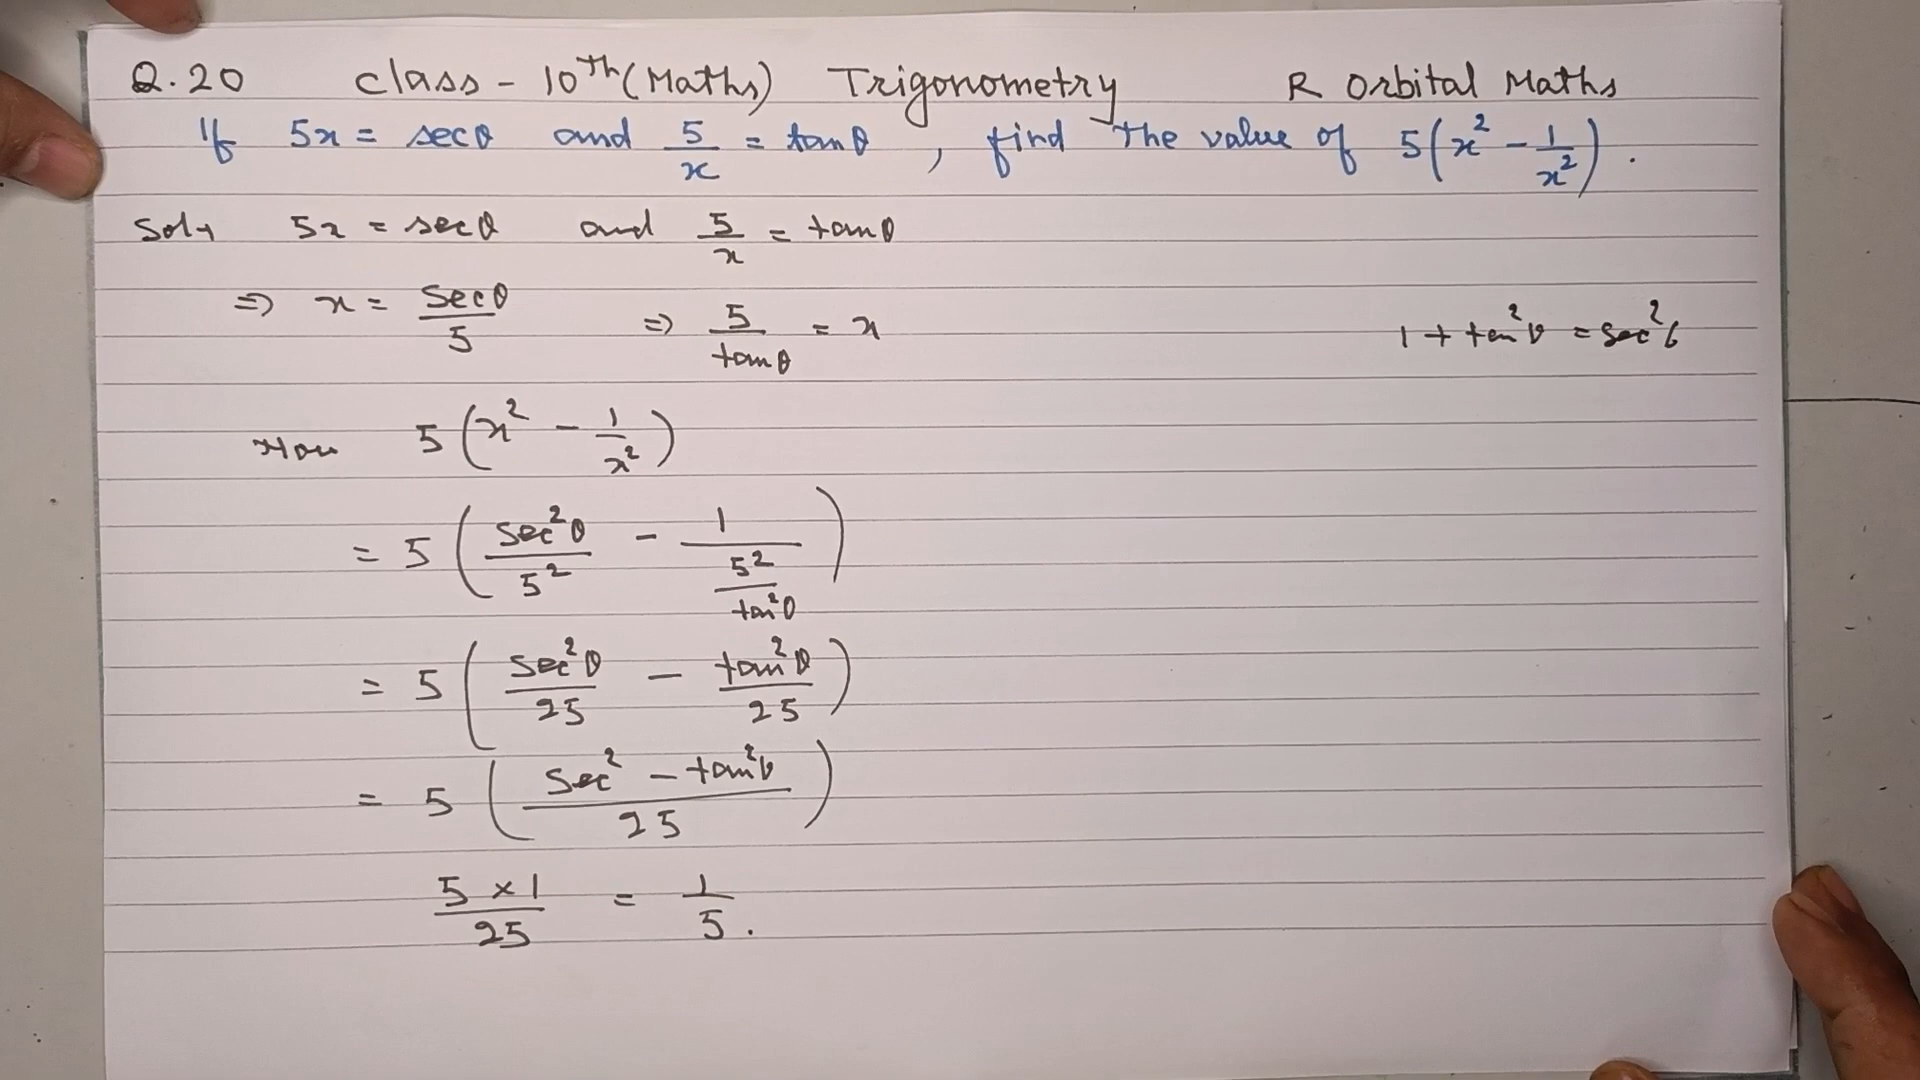 Q.20 Class - 10th (Maths) Trigonometry R Orbital Maths
If 5x = secθ and 5/x = tanθ , find the value of 5(x² - 1/x²).
Soln 5x = secθ and 5/x = tanθ
⇒ x = secθ/5 ⇒ 5/tanθ = x 1 + tan²θ = sec²θ
Now 5(x² - 1/x²)
= 5(sec²θ/5² - 1/(5²/tan²θ))
= 5(sec²θ/25 - tan²θ/25)
= 5((sec² - tan²θ)/25)
5×1/25 = 1/5.